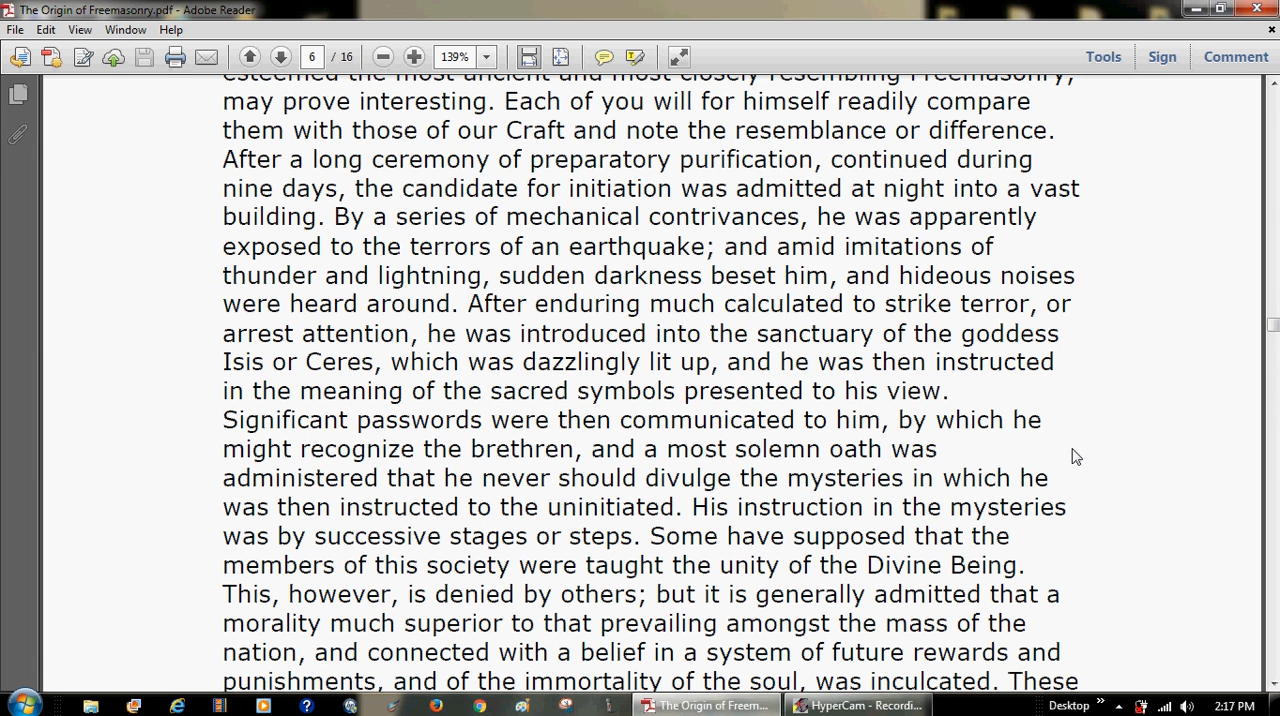 The Origin of Freemasonry.pdf - Adobe Reader
File Edit View Window Help
6 / 16 139% Tools Sign Comment
esteemed the most ancient and most closely resembling Freemasonry,
may prove interesting. Each of you will for himself readily compare
them with those of our Craft and note the resemblance or difference.
After a long ceremony of preparatory purification, continued during
nine days, the candidate for initiation was admitted at night into a vast
building. By a series of mechanical contrivances, he was apparently
exposed to the terrors of an earthquake; and amid imitations of
thunder and lightning, sudden darkness beset him, and hideous noises
were heard around. After enduring much calculated to strike terror, or
arrest attention, he was introduced into the sanctuary of the goddess
Isis or Ceres, which was dazzlingly lit up, and he was then instructed
in the meaning of the sacred symbols presented to his view.
Significant passwords were then communicated to him, by which he
might recognize the brethren, and a most solemn oath was
administered that he never should divulge the mysteries in which he
was then instructed to the uninitiated. His instruction in the mysteries
was by successive stages or steps. Some have supposed that the
members of this society were taught the unity of the Divine Being.
This, however, is denied by others; but it is generally admitted that a
morality much superior to that prevailing amongst the mass of the
nation, and connected with a belief in a system of future rewards and
punishments, and of the immortality of the soul, was inculcated. These
The Origin of Freem... HyperCam - Recordi... Desktop 2:17 PM